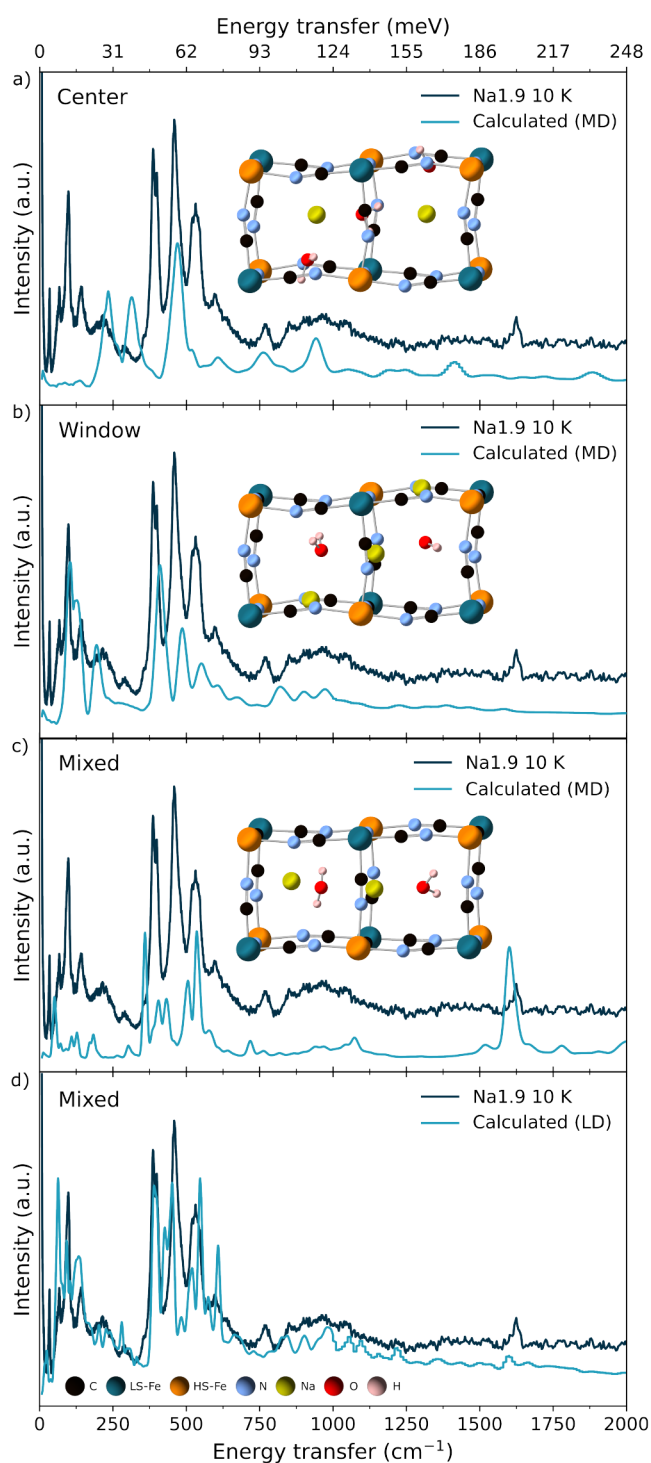 Energy transfer (meV)
0 31 62 93 124 155 186 217 248
a)
Center
Na1.9 10 K
Calculated (MD)
Intensity (a.u.)
b)
Window
Na1.9 10 K
Calculated (MD)
Intensity (a.u.)
c)
Mixed
Na1.9 10 K
Calculated (MD)
Intensity (a.u.)
d)
Mixed
Na1.9 10 K
Calculated (LD)
Intensity (a.u.)
C LS-Fe HS-Fe N Na O H
0 250 500 750 1000 1250 1500 1750 2000
Energy transfer (cm⁻¹)